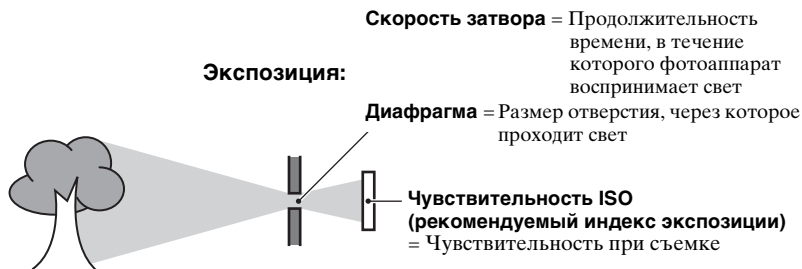 Скорость затвора = Продолжительность
времени, в течение
которого фотоаппарат
воспринимает свет
Экспозиция:
Диафрагма = Размер отверстия, через которое
проходит свет
Чувствительность ISO
(рекомендуемый индекс экспозиции)
= Чувствительность при съемке